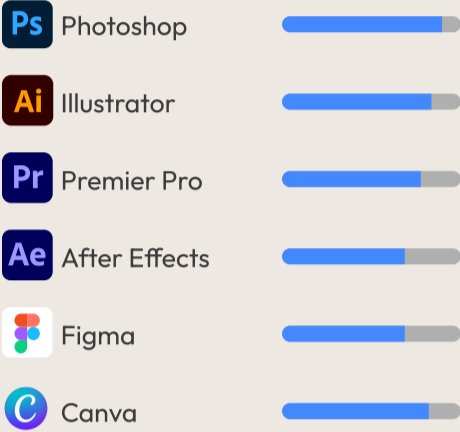 Ps Photoshop
Ai Illustrator
Pr Premier Pro
Ae After Effects
Figma
C Canva